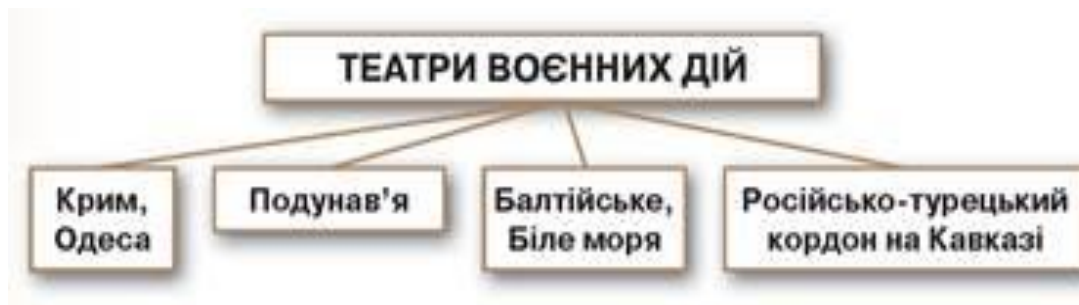 ТЕАТРИ ВОЄННИХ ДІЙ
Крим,
Одеса
Подунав’я
Балтійське,
Біле моря
Російсько-турецький
кордон на Кавказі